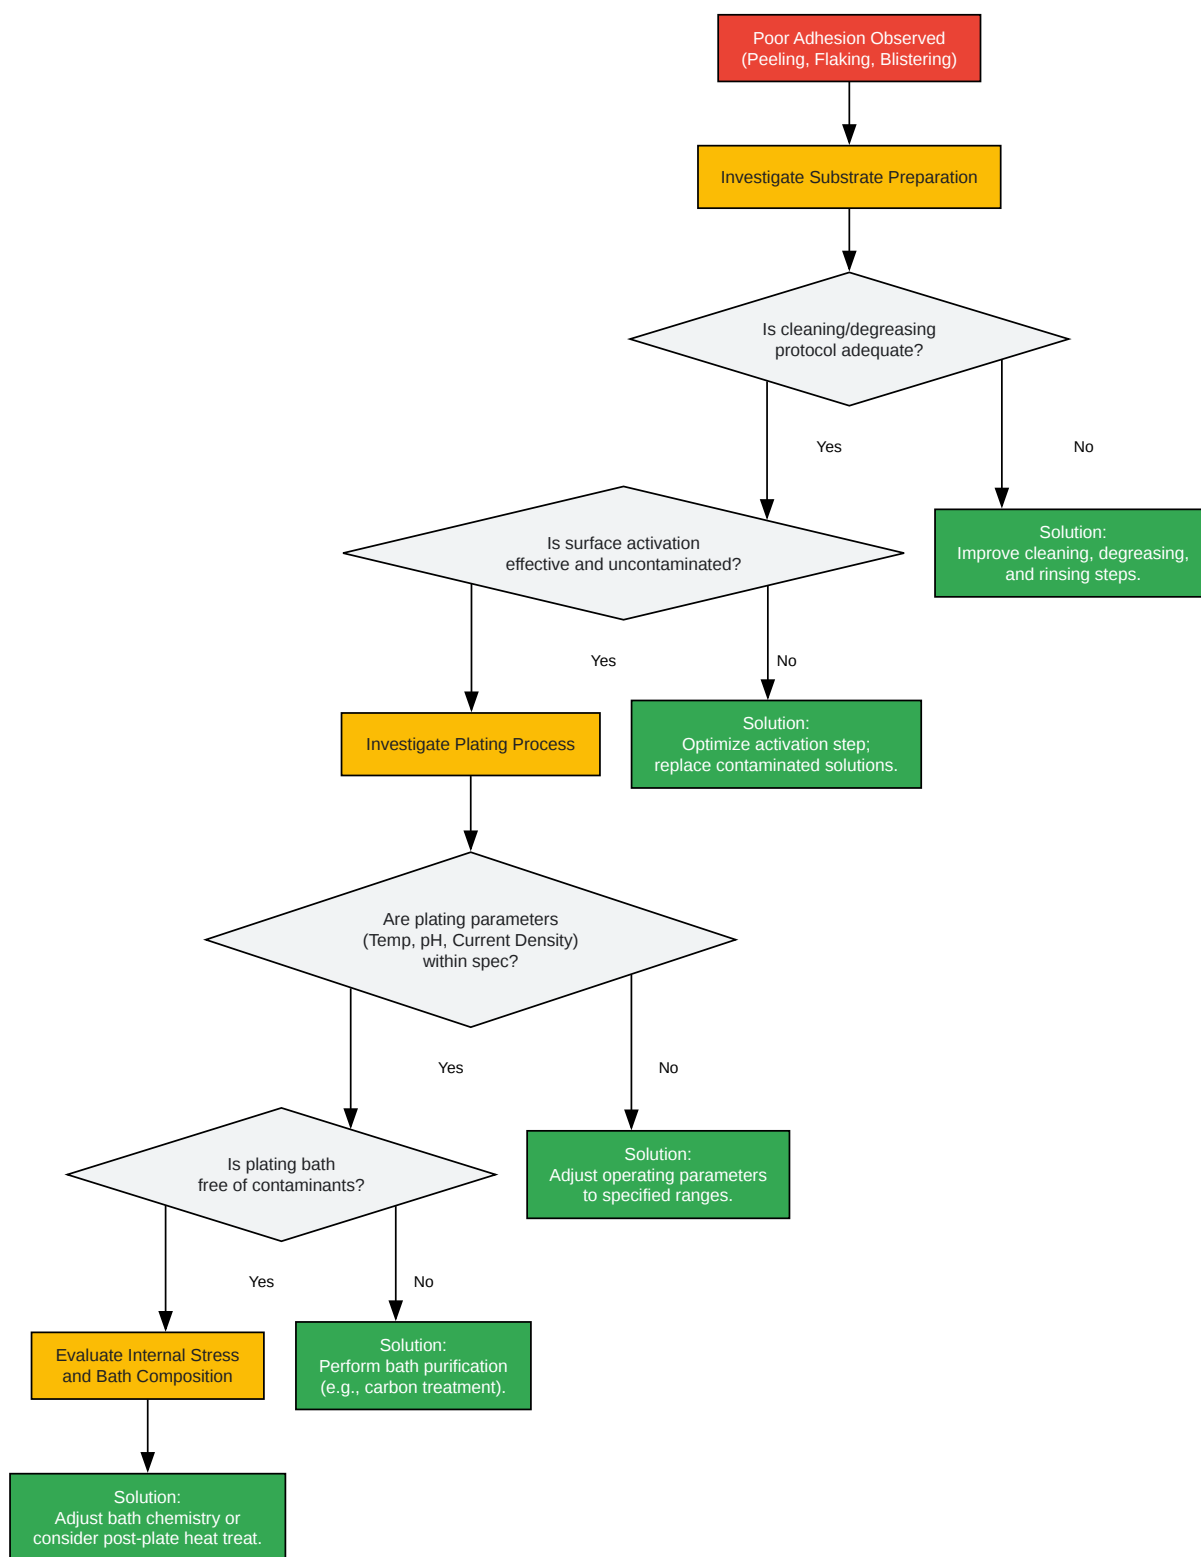 Poor Adhesion Observed
(Peeling, Flaking, Blistering)
Investigate Substrate Preparation
Is cleaning/degreasing
protocol adequate?
Yes
No
Is surface activation
effective and uncontaminated?
Solution:
Improve cleaning, degreasing,
and rinsing steps.
Yes
No
Investigate Plating Process
Solution:
Optimize activation step;
replace contaminated solutions.
Are plating parameters
(Temp, pH, Current Density)
within spec?
Yes
No
Is plating bath
free of contaminants?
Solution:
Adjust operating parameters
to specified ranges.
Yes
No
Evaluate Internal Stress
and Bath Composition
Solution:
Perform bath purification
(e.g., carbon treatment).
Solution:
Adjust bath chemistry or
consider post-plate heat treat.